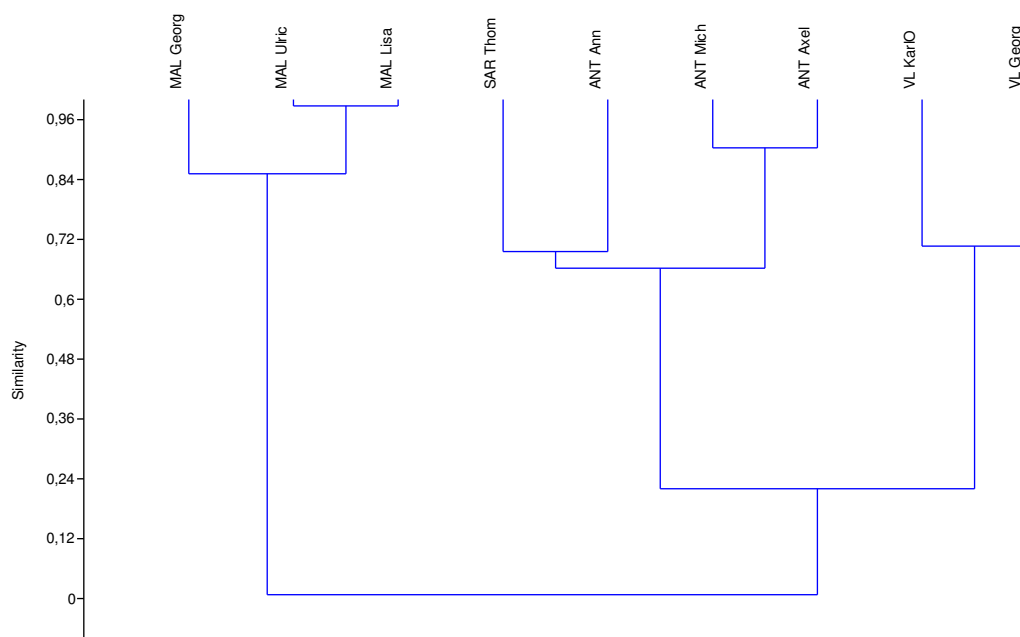 MAL Georg
MAL Ulric
MAL Lisa
SAR Thom
ANT Ann
ANT Mich
ANT Axel
VL KarlO
VL Georg
0,96
0,84
0,72
0,6
0,48
0,36
0,24
0,12
0
Similarity